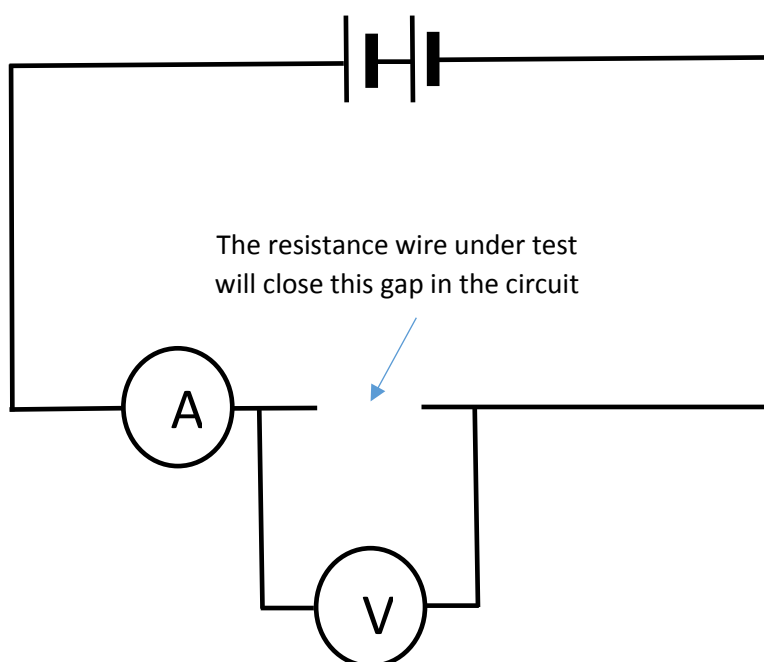 The resistance wire under test
will close this gap in the circuit
A
V